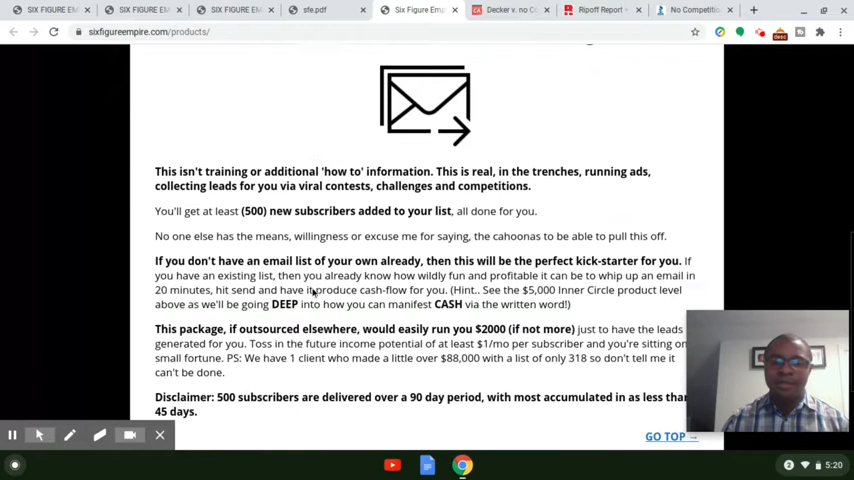 SIX FIGURE EM
SIX FIGURE EM
SIX FIGURE EM
sfe.pdf
Six Figure Emp
Decker v. no C
Ripoff Report
No Competitio
sixfigureempire.com/products/
This isn't training or additional 'how to' information. This is real, in the trenches, running ads,
collecting leads for you via viral contests, challenges and competitions.
You'll get at least (500) new subscribers added to your list, all done for you.
No one else has the means, willingness or excuse me for saying, the cahoonas to be able to pull this off.
If you don't have an email list of your own already, then this will be the perfect kick-starter for you. If
you have an existing list, then you already know how wildly fun and profitable it can be to whip up an email in
20 minutes, hit send and have it produce cash-flow for you. (Hint.. See the $5,000 Inner Circle product level
above as we'll be going DEEP into how you can manifest CASH via the written word!)
This package, if outsourced elsewhere, would easily run you $2000 (if not more) just to have the leads
generated for you. Toss in the future income potential of at least $1/mo per subscriber and you're sitting on
small fortune. PS: We have 1 client who made a little over $88,000 with a list of only 318 so don't tell me it
can't be done.
Disclaimer: 500 subscribers are delivered over a 90 day period, with most accumulated in as less than
45 days.
GO TOP →
2
5:20